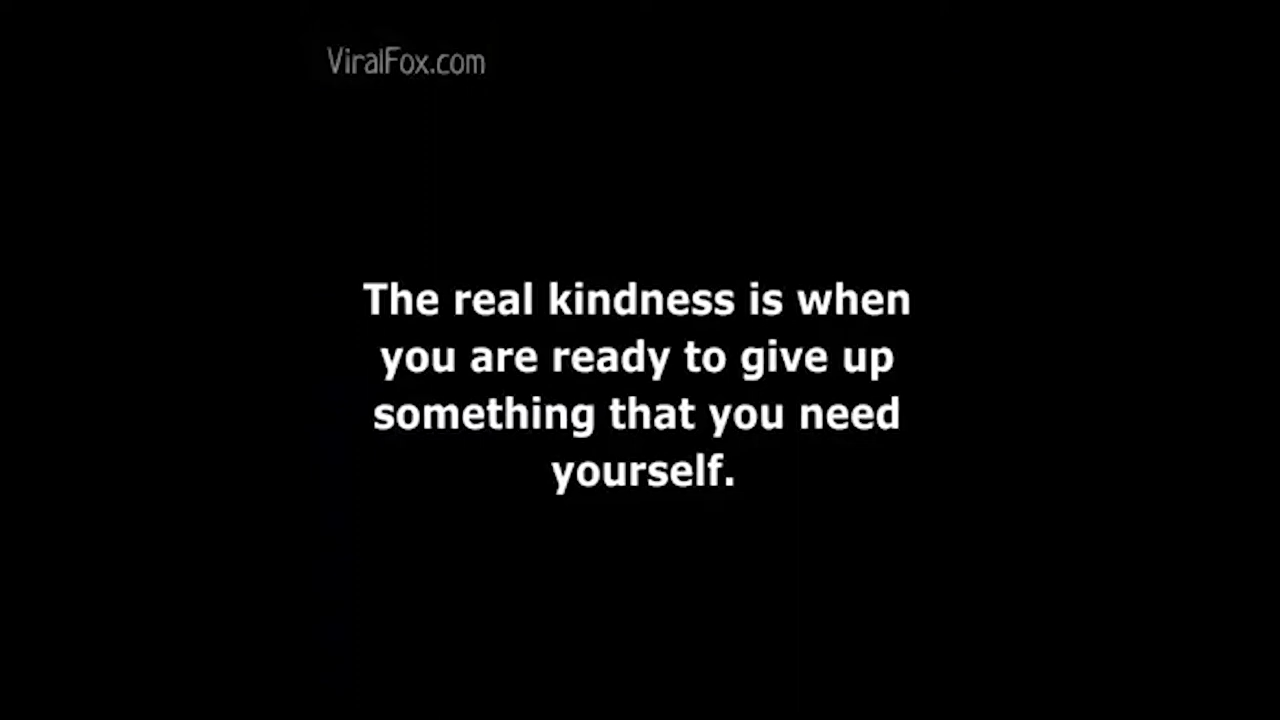 ViralFox.com
The real kindness is when
you are ready to give up
something that you need
yourself.